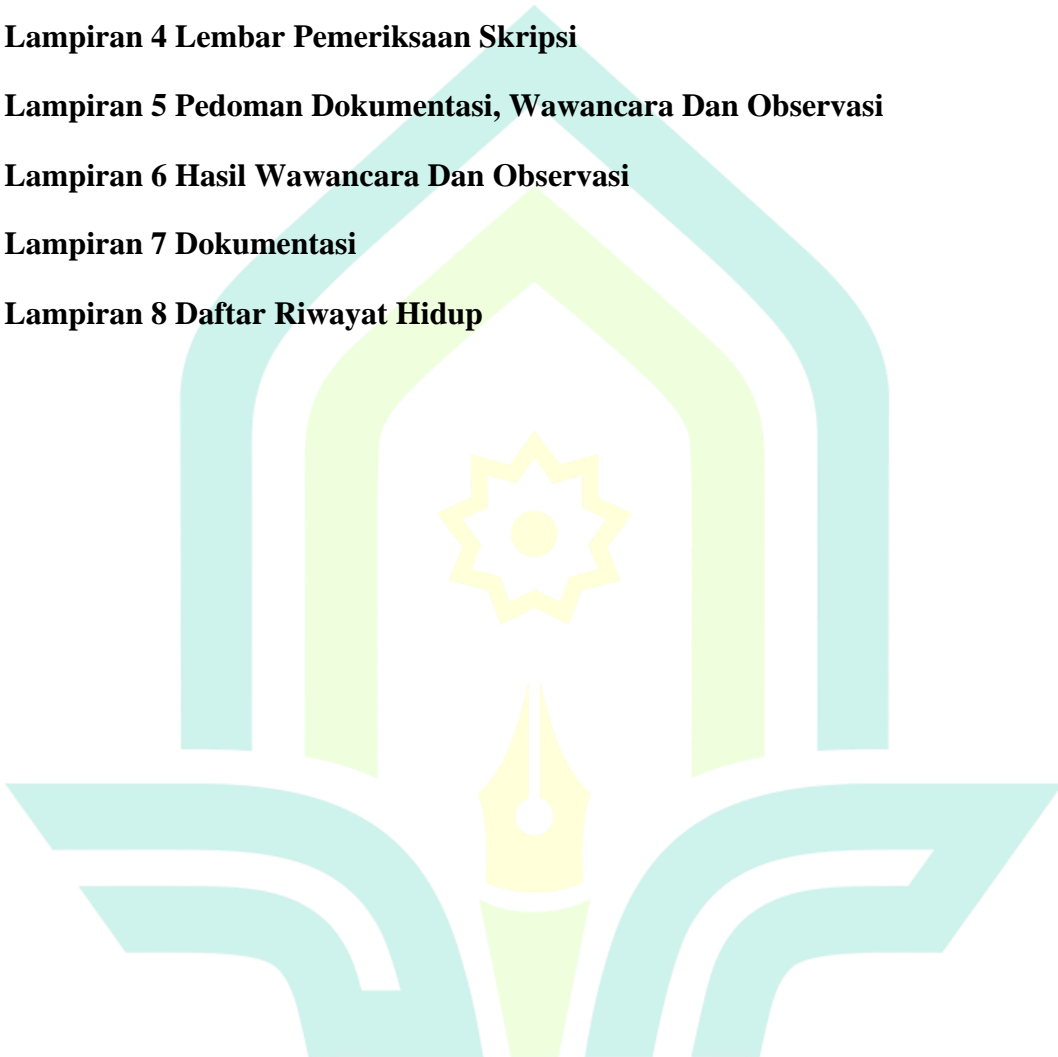 Lampiran 4 Lembar Pemeriksaan Skripsi
Lampiran 5 Pedoman Dokumentasi, Wawancara Dan Observasi
Lampiran 6 Hasil Wawancara Dan Observasi
Lampiran 7 Dokumentasi
Lampiran 8 Daftar Riwayat Hidup